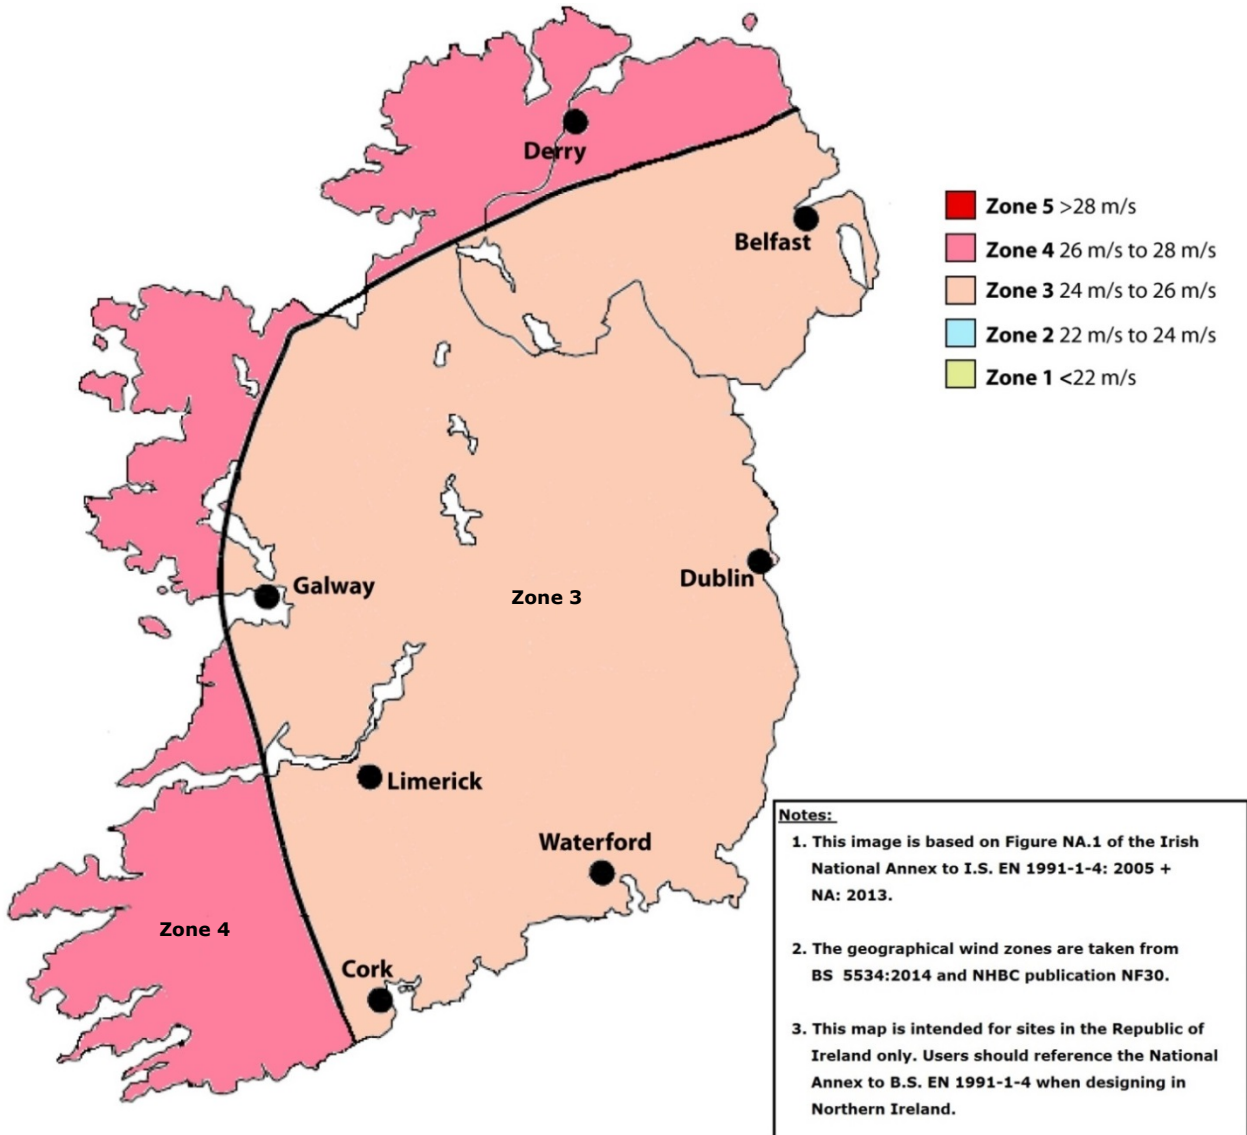 Derry
Belfast
Zone 5 >28 m/s
Zone 4 26 m/s to 28 m/s
Zone 3 24 m/s to 26 m/s
Zone 2 22 m/s to 24 m/s
Zone 1 <22 m/s
Galway
Zone 3
Dublin
Limerick
Waterford
Zone 4
Cork
Notes:
1. This image is based on Figure NA.1 of the Irish
National Annex to I.S. EN 1991-1-4: 2005 +
NA: 2013.
2. The geographical wind zones are taken from
BS 5534:2014 and NHBC publication NF30.
3. This map is intended for sites in the Republic of
Ireland only. Users should reference the National
Annex to B.S. EN 1991-1-4 when designing in
Northern Ireland.